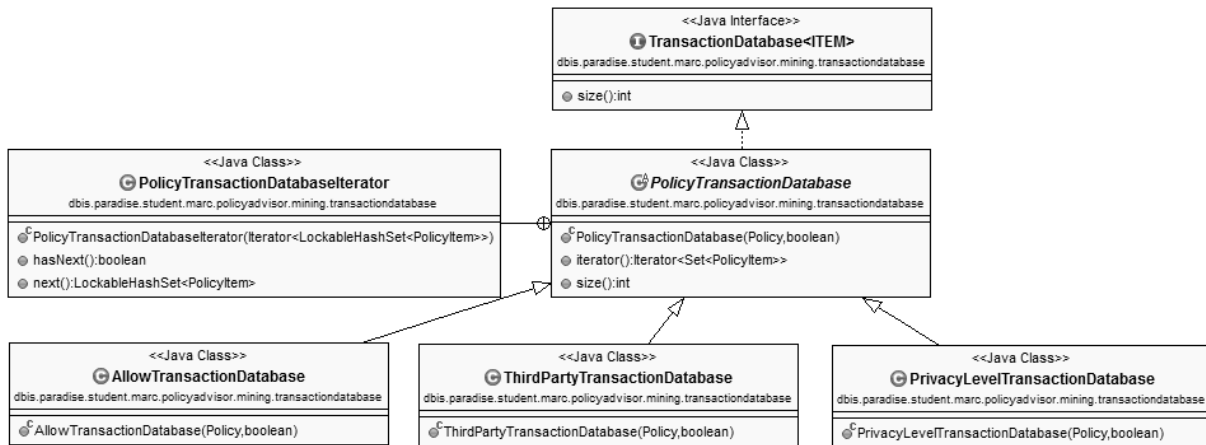 <<Java Interface>>
TransactionDatabase<ITEM>
dbis.paradise.student.marc.policyadvisor.mining.transactiondatabase
size():int
<<Java Class>>
PolicyTransactionDatabaseIterator
dbis.paradise.student.marc.policyadvisor.mining.transactiondatabase
PolicyTransactionDatabaseIterator(Iterator<LockableHashSet<PolicyItem>>)
hasNext():boolean
next():LockableHashSet<PolicyItem>
<<Java Class>>
PolicyTransactionDatabase
dbis.paradise.student.marc.policyadvisor.mining.transactiondatabase
PolicyTransactionDatabase(Policy,boolean)
iterator():Iterator<Set<PolicyItem>>
size():int
<<Java Class>>
AllowTransactionDatabase
dbis.paradise.student.marc.policyadvisor.mining.transactiondatabase
AllowTransactionDatabase(Policy,boolean)
<<Java Class>>
ThirdPartyTransactionDatabase
dbis.paradise.student.marc.policyadvisor.mining.transactiondatabase
ThirdPartyTransactionDatabase(Policy,boolean)
<<Java Class>>
PrivacyLevelTransactionDatabase
dbis.paradise.student.marc.policyadvisor.mining.transactiondatabase
PrivacyLevelTransactionDatabase(Policy,boolean)